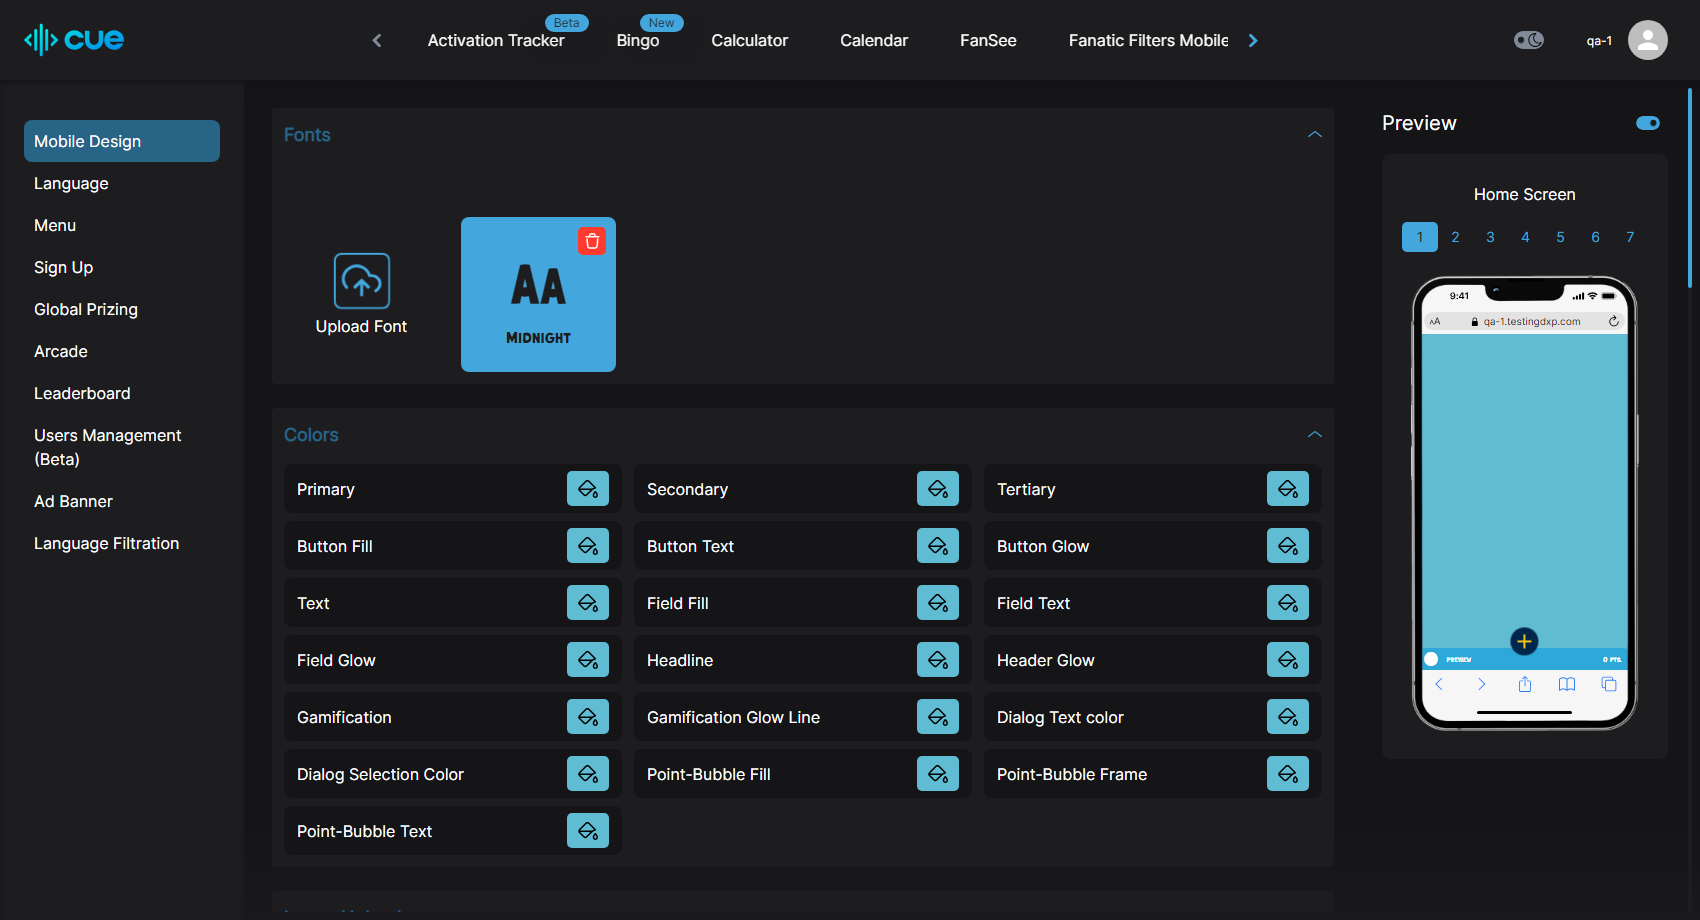 cue
Activation Tracker
Beta
Bingo
New
Calculator
Calendar
FanSee
Fanatic Filters Mobile
qa-1
Mobile Design
Language
Menu
Sign Up
Global Prizing
Arcade
Leaderboard
Users Management
(Beta)
Ad Banner
Language Filtration
Fonts
Upload Font
AA
MIDNIGHT
Colors
Primary
Secondary
Tertiary
Button Fill
Button Text
Button Glow
Text
Field Fill
Field Text
Field Glow
Headline
Header Glow
Gamification
Gamification Glow Line
Dialog Text color
Dialog Selection Color
Point-Bubble Fill
Point-Bubble Frame
Point-Bubble Text
Preview
Home Screen
1 2 3 4 5 6 7
9:41
AA qa-1.testingdxp.com
PREVIEW 0 PTS.